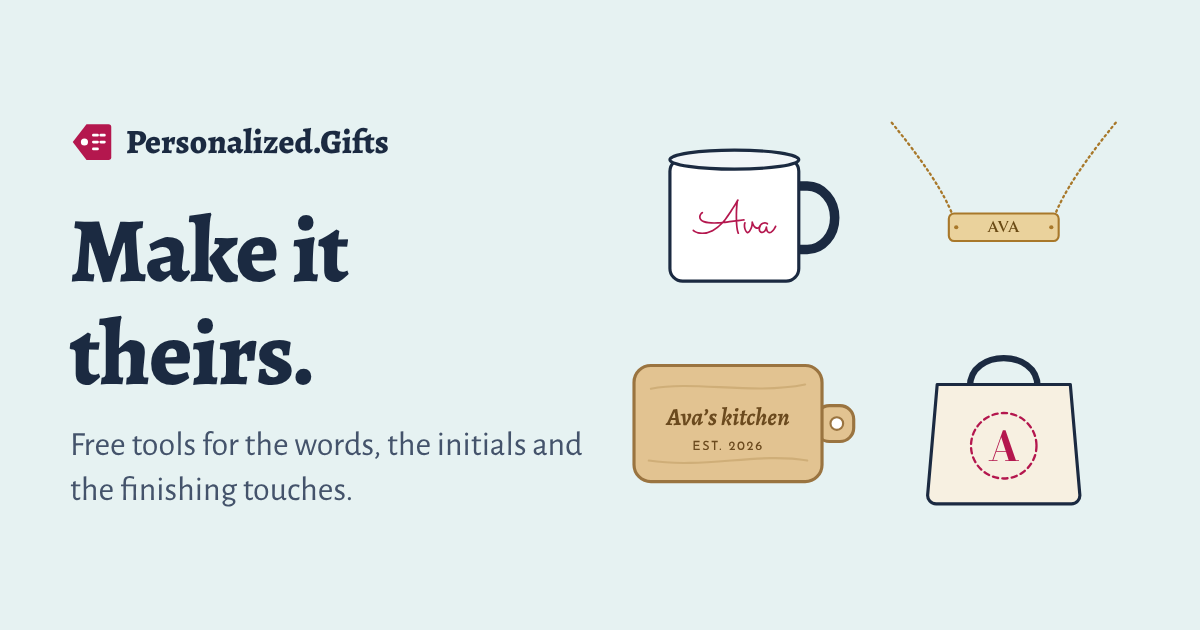 Personalized.Gifts
Make it
theirs.
Free tools for the words, the initials and
the finishing touches.
Ava
AVA
Ava’s kitchen
EST. 2026
A